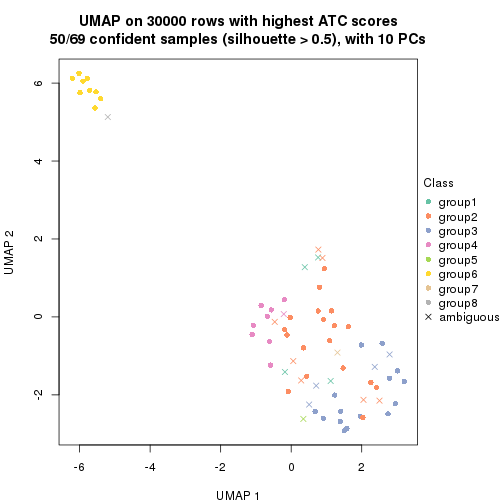 UMAP on 30000 rows with highest ATC scores
50/69 confident samples (silhouette > 0.5), with 10 PCs
6
4
2
0
-2
UMAP 2
-6
-4
-2
0
2
UMAP 1
Class
group1
group2
group3
group4
group5
group6
group7
group8
ambiguous